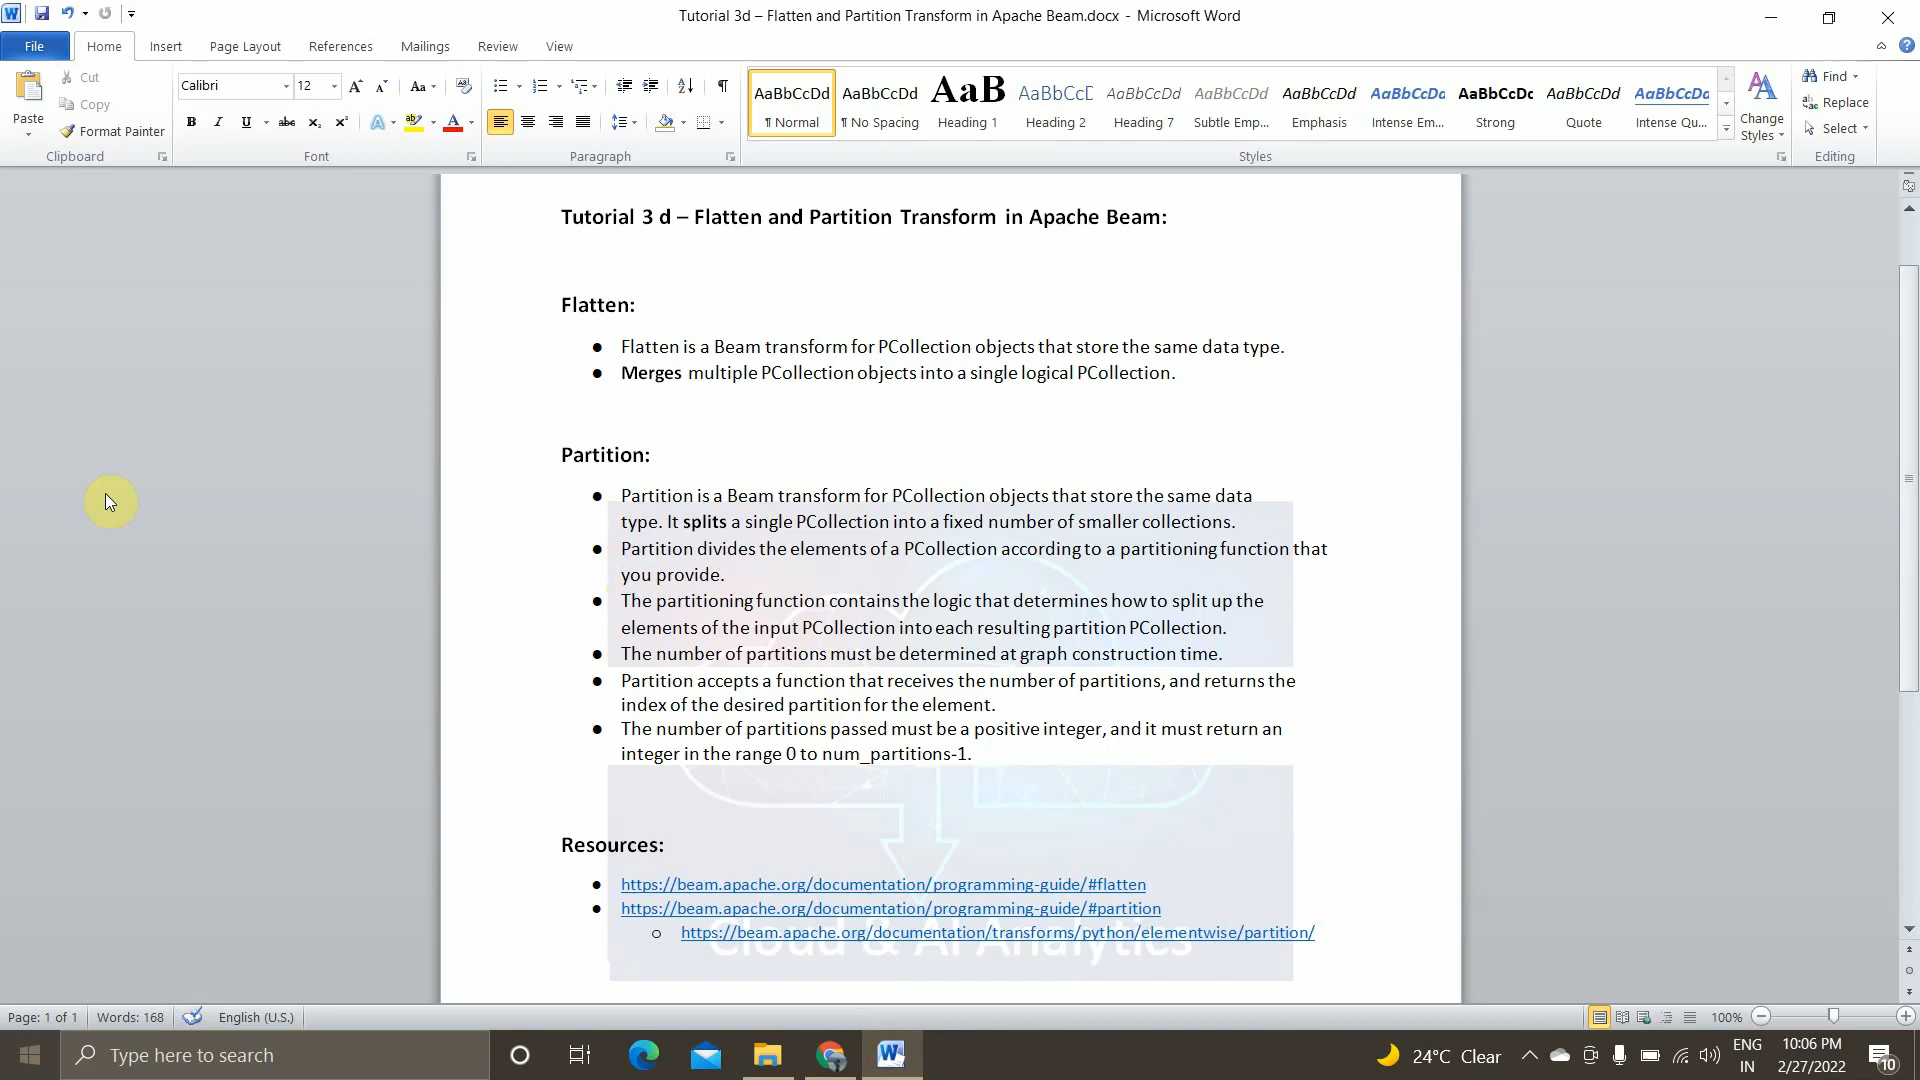 Tutorial 3d – Flatten and Partition Transform in Apache Beam.docx - Microsoft Word
File Home Insert Page Layout References Mailings Review View
Cut
Copy
Format Painter
Paste
Clipboard
Calibri 12
Font
Paragraph
AaBbCcDd AaBbCcDd AaB AaBbCcD AaBbCcDd AaBbCcDd AaBbCcDd AaBbCcDd AaBbCcDc AaBbCcDd AaBbCcDd
¶ Normal ¶ No Spacing Heading 1 Heading 2 Heading 7 Subtle Emp... Emphasis Intense Em... Strong Quote Intense Qu...
Styles
Change
Styles
Find
Replace
Select
Editing
Tutorial 3 d – Flatten and Partition Transform in Apache Beam:
Flatten:
● Flatten is a Beam transform for PCollection objects that store the same data type.
● Merges multiple PCollection objects into a single logical PCollection.
Partition:
● Partition is a Beam transform for PCollection objects that store the same data
type. It splits a single PCollection into a fixed number of smaller collections.
● Partition divides the elements of a PCollection according to a partitioning function that
you provide.
● The partitioning function contains the logic that determines how to split up the
elements of the input PCollection into each resulting partition PCollection.
● The number of partitions must be determined at graph construction time.
● Partition accepts a function that receives the number of partitions, and returns the
index of the desired partition for the element.
● The number of partitions passed must be a positive integer, and it must return an
integer in the range 0 to num_partitions-1.
Resources:
● https://beam.apache.org/documentation/programming-guide/#flatten
● https://beam.apache.org/documentation/programming-guide/#partition
o https://beam.apache.org/documentation/transforms/python/elementwise/partition/
Cloud & AI Analytics
Page: 1 of 1 Words: 168 English (U.S.) 100%
Type here to search
24°C Clear
ENG
IN
10:06 PM
2/27/2022
10